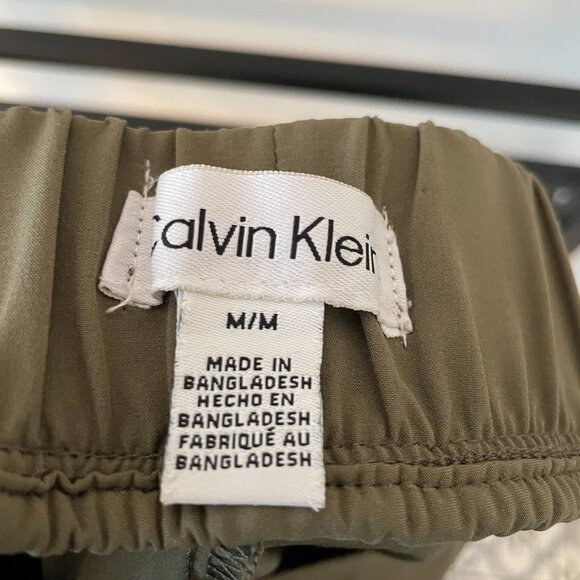 Calvin Klein
M/M
MADE IN
BANGLADESH
HECHO EN
BANGLADESH
FABRIQUÉ AU
BANGLADESH